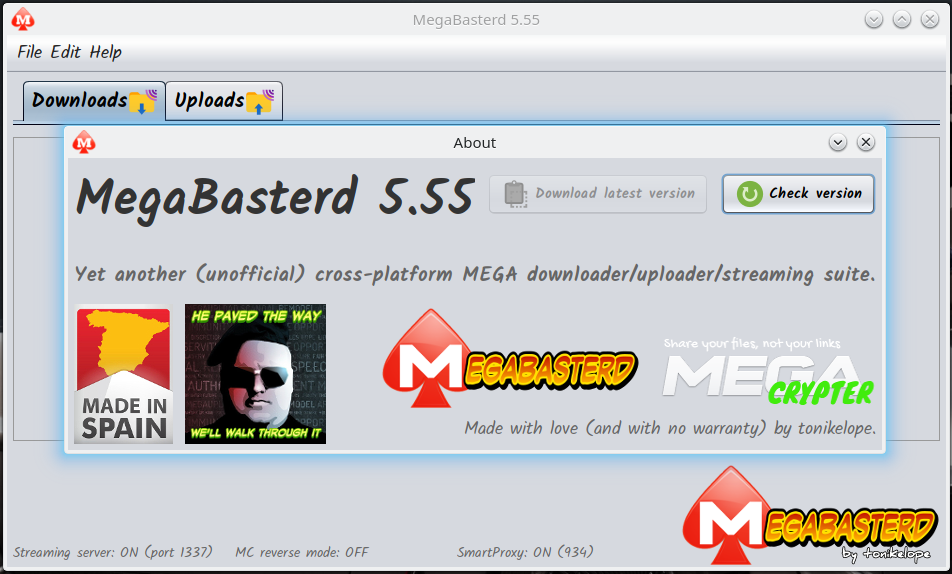 MegaBasterd 5.55
File Edit Help
Downloads
Uploads
About
MegaBasterd 5.55
Download latest version
Check version
Yet another (unofficial) cross-platform MEGA downloader/uploader/streaming suite.
MADE IN
SPAIN
HE PAVED THE WAY
WE'LL WALK THROUGH IT
MEGABASTERD
Share your files, not your links
MEGA
CRYPTER
Made with love (and with no warranty) by tonikelope.
Streaming server: ON (port 1337)
MC reverse mode: OFF
SmartProxy: ON (934)
MEGABASTERD
by tonikelope